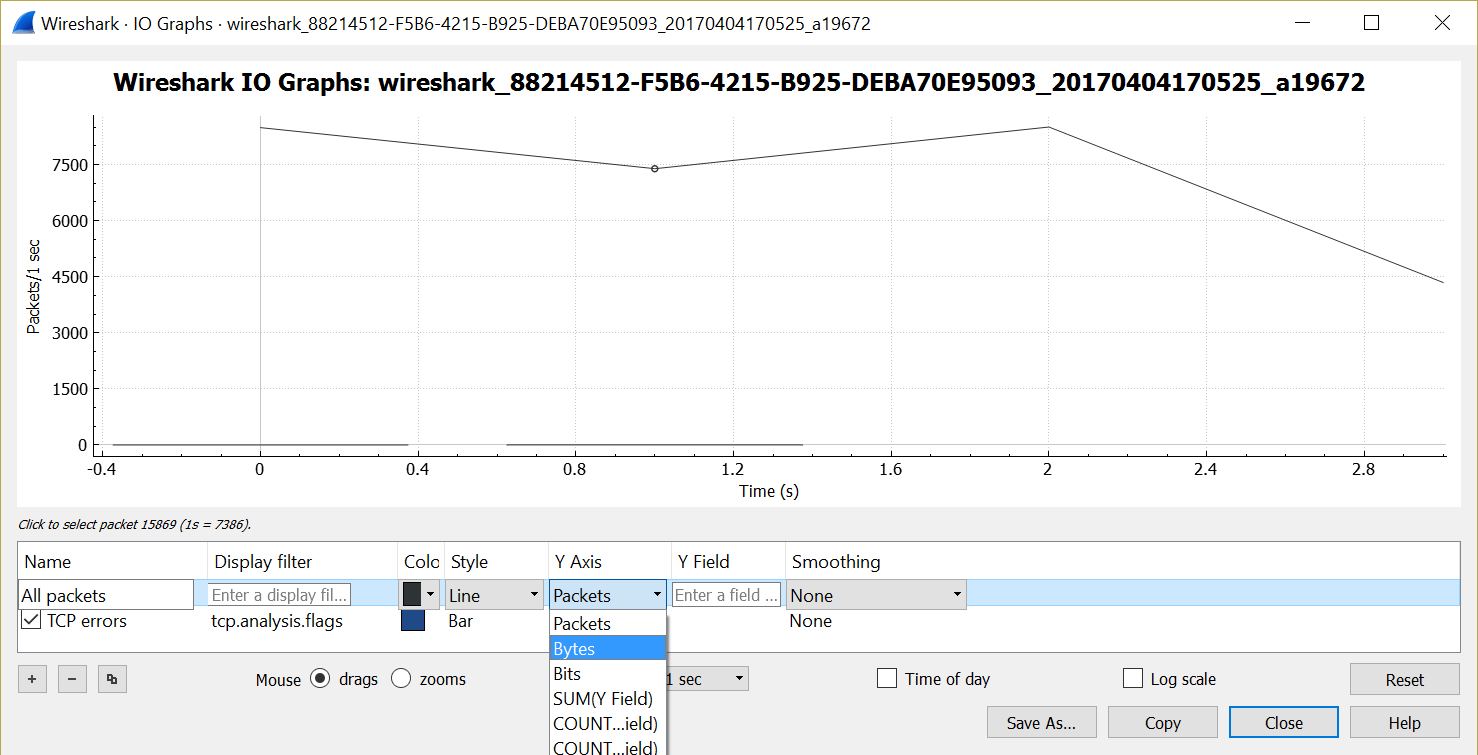 Wireshark · IO Graphs · wireshark_88214512-F5B6-4215-B925-DEBA70E95093_20170404170525_a19672
Wireshark IO Graphs: wireshark_88214512-F5B6-4215-B925-DEBA70E95093_20170404170525_a19672
Packets/1 sec
7500
6000
4500
3000
1500
0
-0.4 0 0.4 0.8 1.2 1.6 2 2.4 2.8
Time (s)
Click to select packet 15869 (1s = 7386).
Name Display filter Colo Style Y Axis Y Field Smoothing
All packets Enter a display fil... Line Packets Enter a field ... None
TCP errors tcp.analysis.flags Bar Packets None
Bytes
Bits
SUM(Y Field)
COUNT...ield)
COUNT...ield)
+ − Mouse drags zooms 1 sec Time of day Log scale Reset
Save As... Copy Close Help